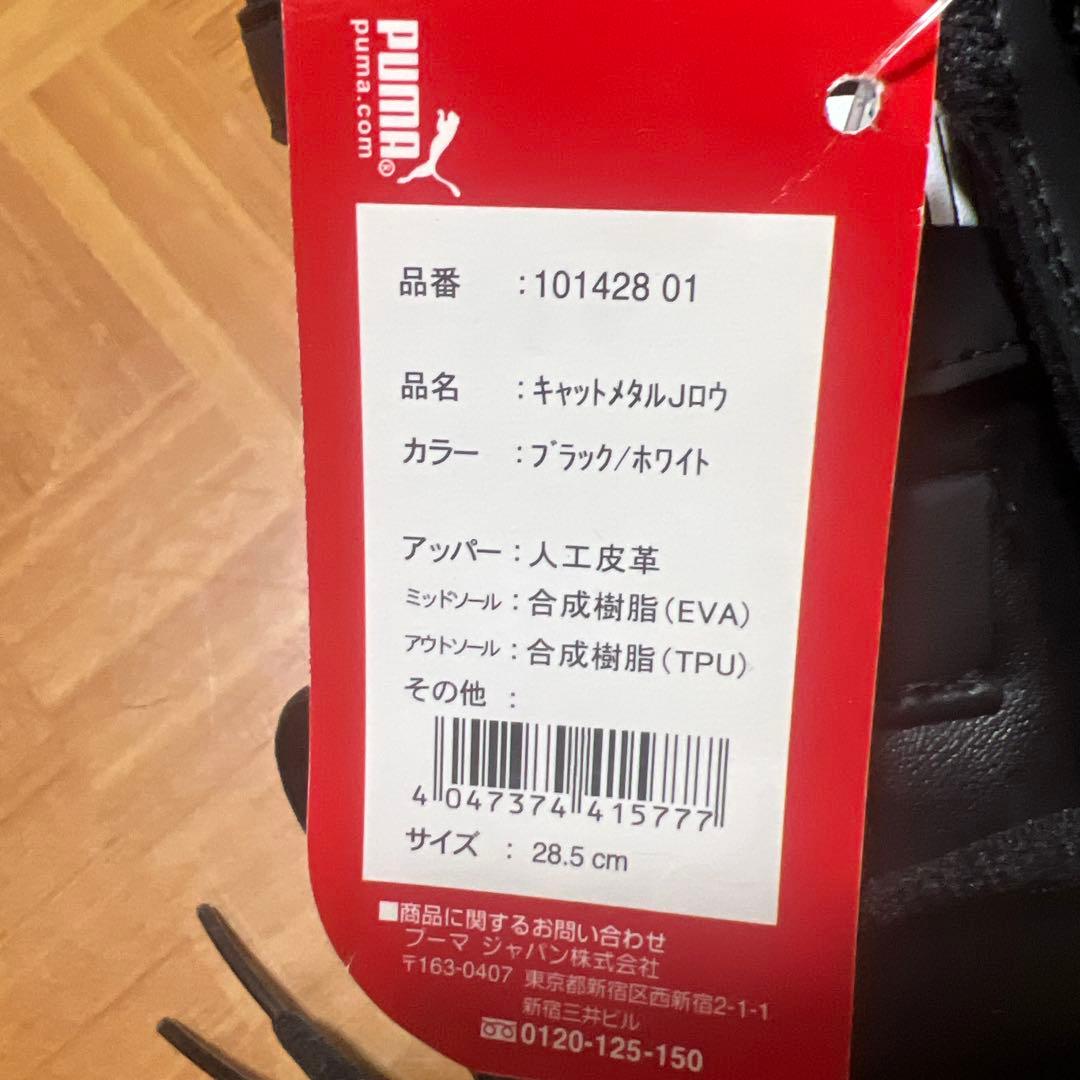 PUMA®
puma.com
品番 :101428 01
品名 :キャットメタルJロウ
カラー :ブラック/ホワイト
アッパー:人工皮革
ミッドソール:合成樹脂(EVA)
アウトソール:合成樹脂(TPU)
その他 :
4 047374 415777
サイズ : 28.5 cm
■商品に関するお問い合わせ
プーマ ジャパン株式会社
〒163-0407 東京都新宿区西新宿2-1-1
新宿三井ビル
0120-125-150